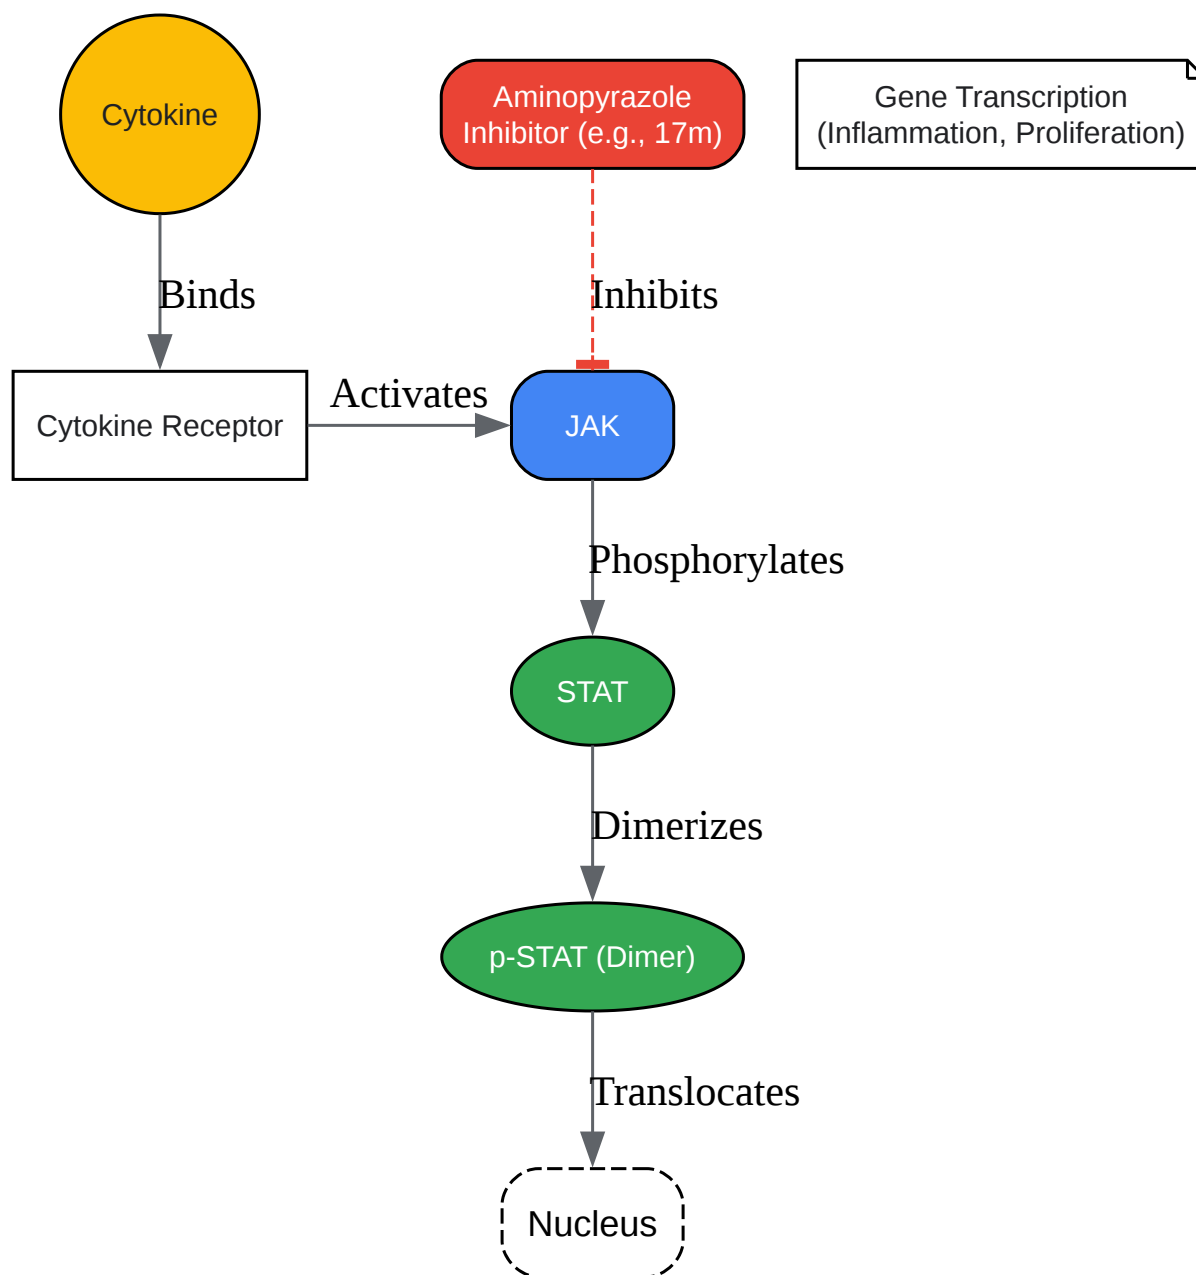 Cytokine
Aminopyrazole
Inhibitor (e.g., 17m)
Gene Transcription
(Inflammation, Proliferation)
Binds
Inhibits
Cytokine Receptor
Activates
JAK
Phosphorylates
STAT
Dimerizes
p-STAT (Dimer)
Translocates
Nucleus